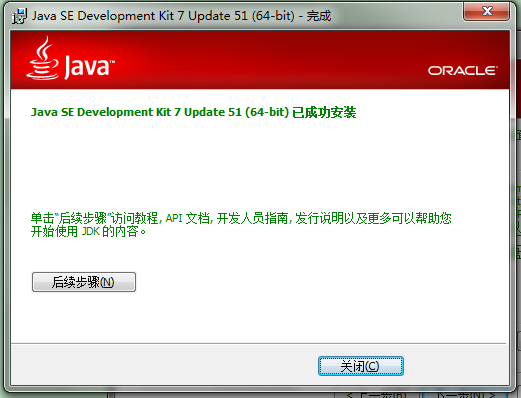 Java SE Development Kit 7 Update 51 (64-bit) - 完成
Java™
ORACLE
Java SE Development Kit 7 Update 51 (64-bit) 已成功安装
单击“后续步骤”访问教程, API 文档, 开发人员指南, 发行说明以及更多可以帮助您
开始使用 JDK 的内容。
后续步骤(N)
关闭(C)